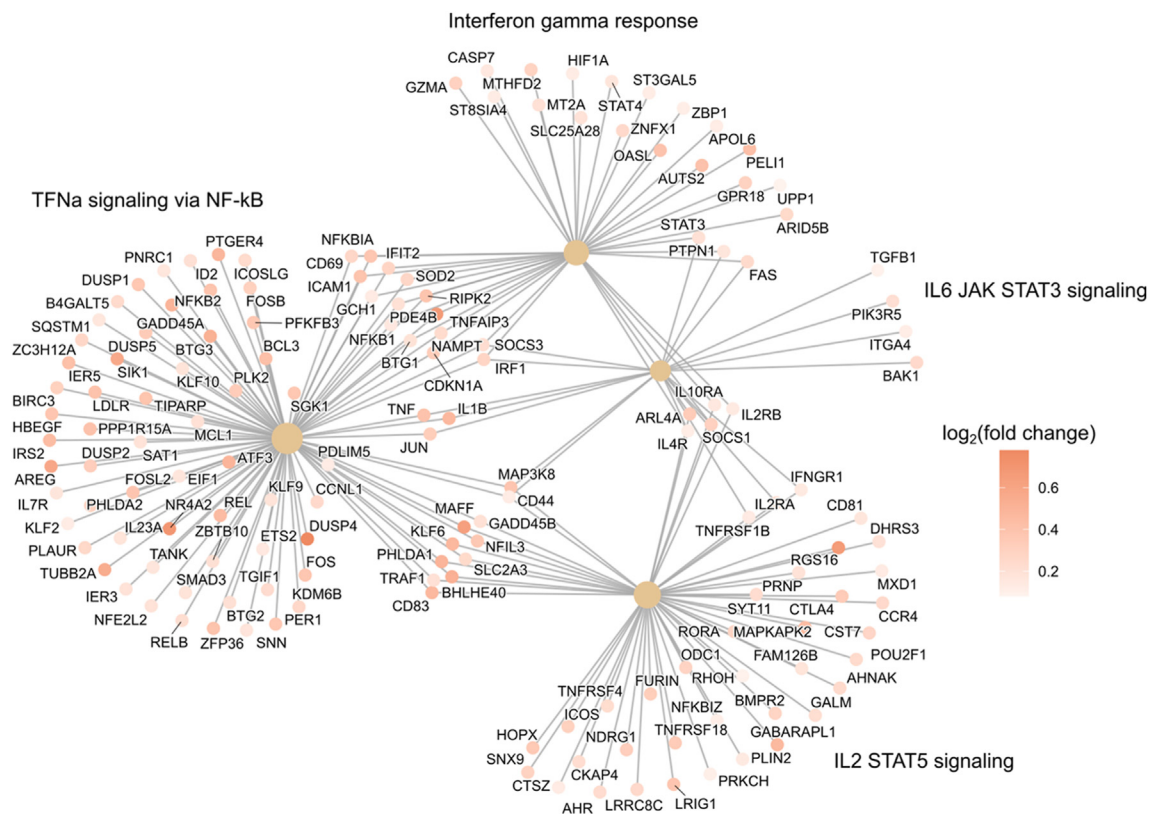 Interferon gamma response
CASP7
HIF1A
GZMA
MTHFD2
ST3GAL5
ST8SIA4
MT2A
STAT4
ZBP1
SLC25A28
ZNFX1
APOL6
OASL
PELI1
AUTS2
GPR18
UPP1
ARID5B
STAT3
PTPN1
FAS
TFNa signaling via NF-kB
PTGER4
PNRC1
ID2
ICOSLG
DUSP1
NFKB2
FOSB
B4GALT5
GADD45A
PFKFB3
SQSTM1
DUSP5
BTG3
BCL3
ZC3H12A
SIK1
KLF10
PLK2
IER5
BIRC3
LDLR
TIPARP
SGK1
HBEGF
PPP1R15A
MCL1
IRS2
DUSP2
SAT1
ATF3
PDLIM5
AREG
FOSL2
EIF1
KLF9
CCNL1
IL7R
PHLDA2
NR4A2
REL
DUSP4
KLF2
IL23A
ZBTB10
ETS2
PLAUR
TANK
FOS
TUBB2A
SMAD3
TGIF1
KDM6B
IER3
NFE2L2
BTG2
PER1
RELB
ZFP36
SNN
NFKBIA
IFIT2
CD69
SOD2
ICAM1
RIPK2
GCH1
PDE4B
TNFAIP3
NFKB1
NAMPT
SOCS3
BTG1
IRF1
CDKN1A
TNF
IL1B
JUN
TGFB1
IL6 JAK STAT3 signaling
PIK3R5
ITGA4
BAK1
IL10RA
ARL4A
IL2RB
IL4R
SOCS1
MAP3K8
CD44
IFNGR1
IL2RA
TNFRSF1B
MAFF
GADD45B
KLF6
NFIL3
PHLDA1
SLC2A3
TRAF1
BHLHE40
CD83
CD81
DHRS3
RGS16
PRNP
MXD1
SYT11
CTLA4
CCR4
RORA
MAPKAPK2
CST7
ODC1
FAM126B
POU2F1
RHOH
AHNAK
FURIN
TNFRSF4
NFKBIZ
BMPR2
GALM
ICOS
TNFRSF18
GABARAPL1
HOPX
NDRG1
PLIN2
SNX9
CKAP4
PRKCH
CTSZ
AHR
LRRC8C
LRIG1
IL2 STAT5 signaling
log₂(fold change)
0.6
0.4
0.2